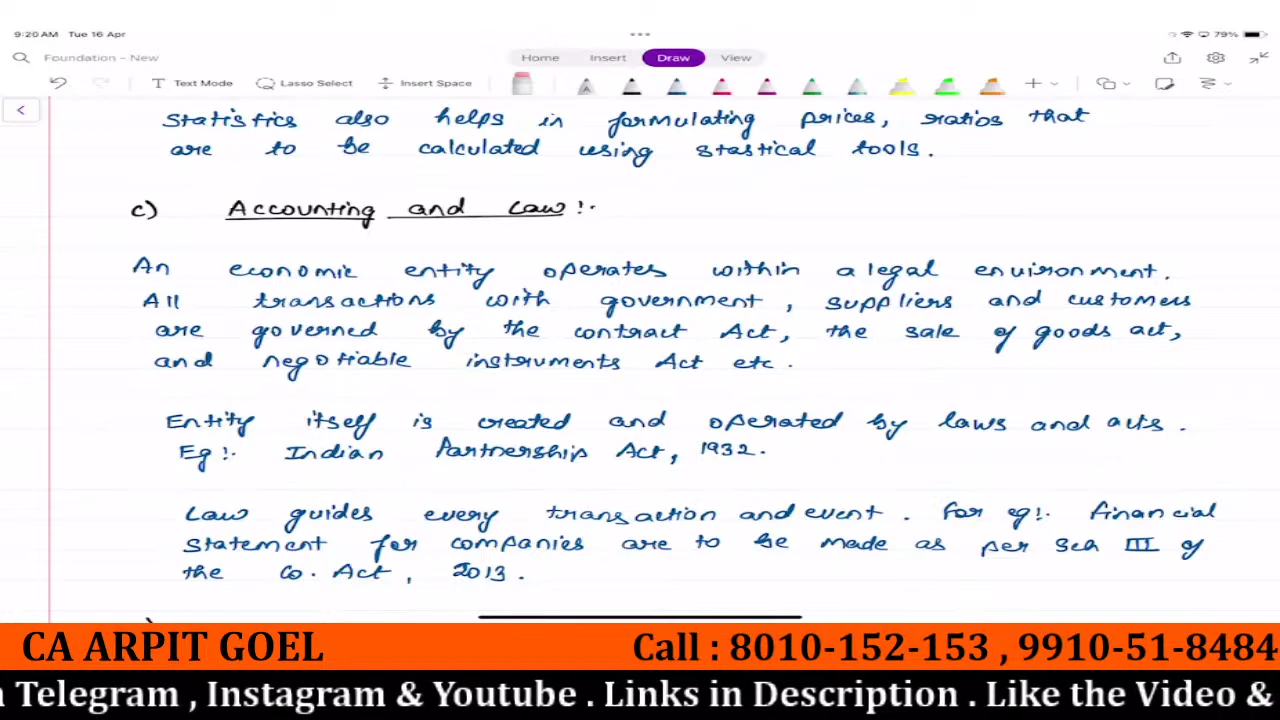 9:20 AM Tue 16 Apr
79%
Foundation - New
Home Insert Draw View
Text Mode Lasso Select Insert Space
Statistics also helps in formulating prices, ratios that
are to be calculated using stastical tools.
c) Accounting and Law :-
An economic entity operates within a legal environment.
All transactions with government, suppliers and customers
are governed by the contract Act, the sale of goods act,
and negotiable instruments Act etc.
Entity itself is created and operated by laws and acts.
Eg :- Indian Partnership Act, 1932.
Law guides every transaction and event. For eg :- Financial
Statement for companies are to be made as per Sch III of
the Co. Act, 2013.
CA ARPIT GOEL Call : 8010-152-153 , 9910-51-8484
Telegram , Instagram & Youtube . Links in Description . Like the Video &